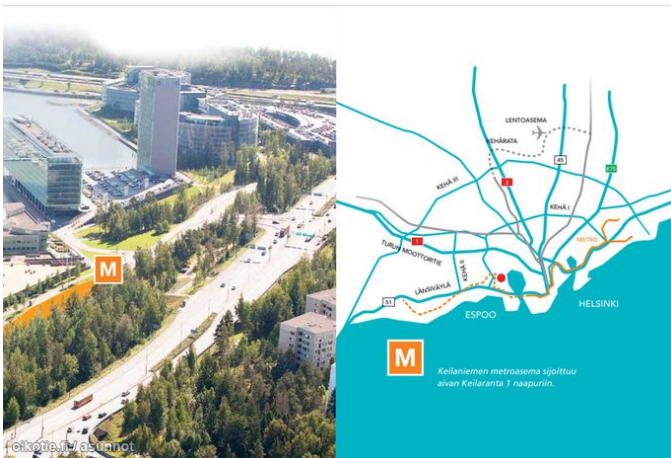 M
oikotie.fi / asunnot
LENTOASEMA
KEHÄRATA
45
E75
3
KEHÄ III
KEHÄ I
1
METRO
TURUN MOOTTORITIE
KEHÄ II
LÄNSIVÄYLÄ
51
ESPOO
HELSINKI
M
Keilaniemen metroasema sijoittuu
aivan Keilaranta 1 naapuriin.